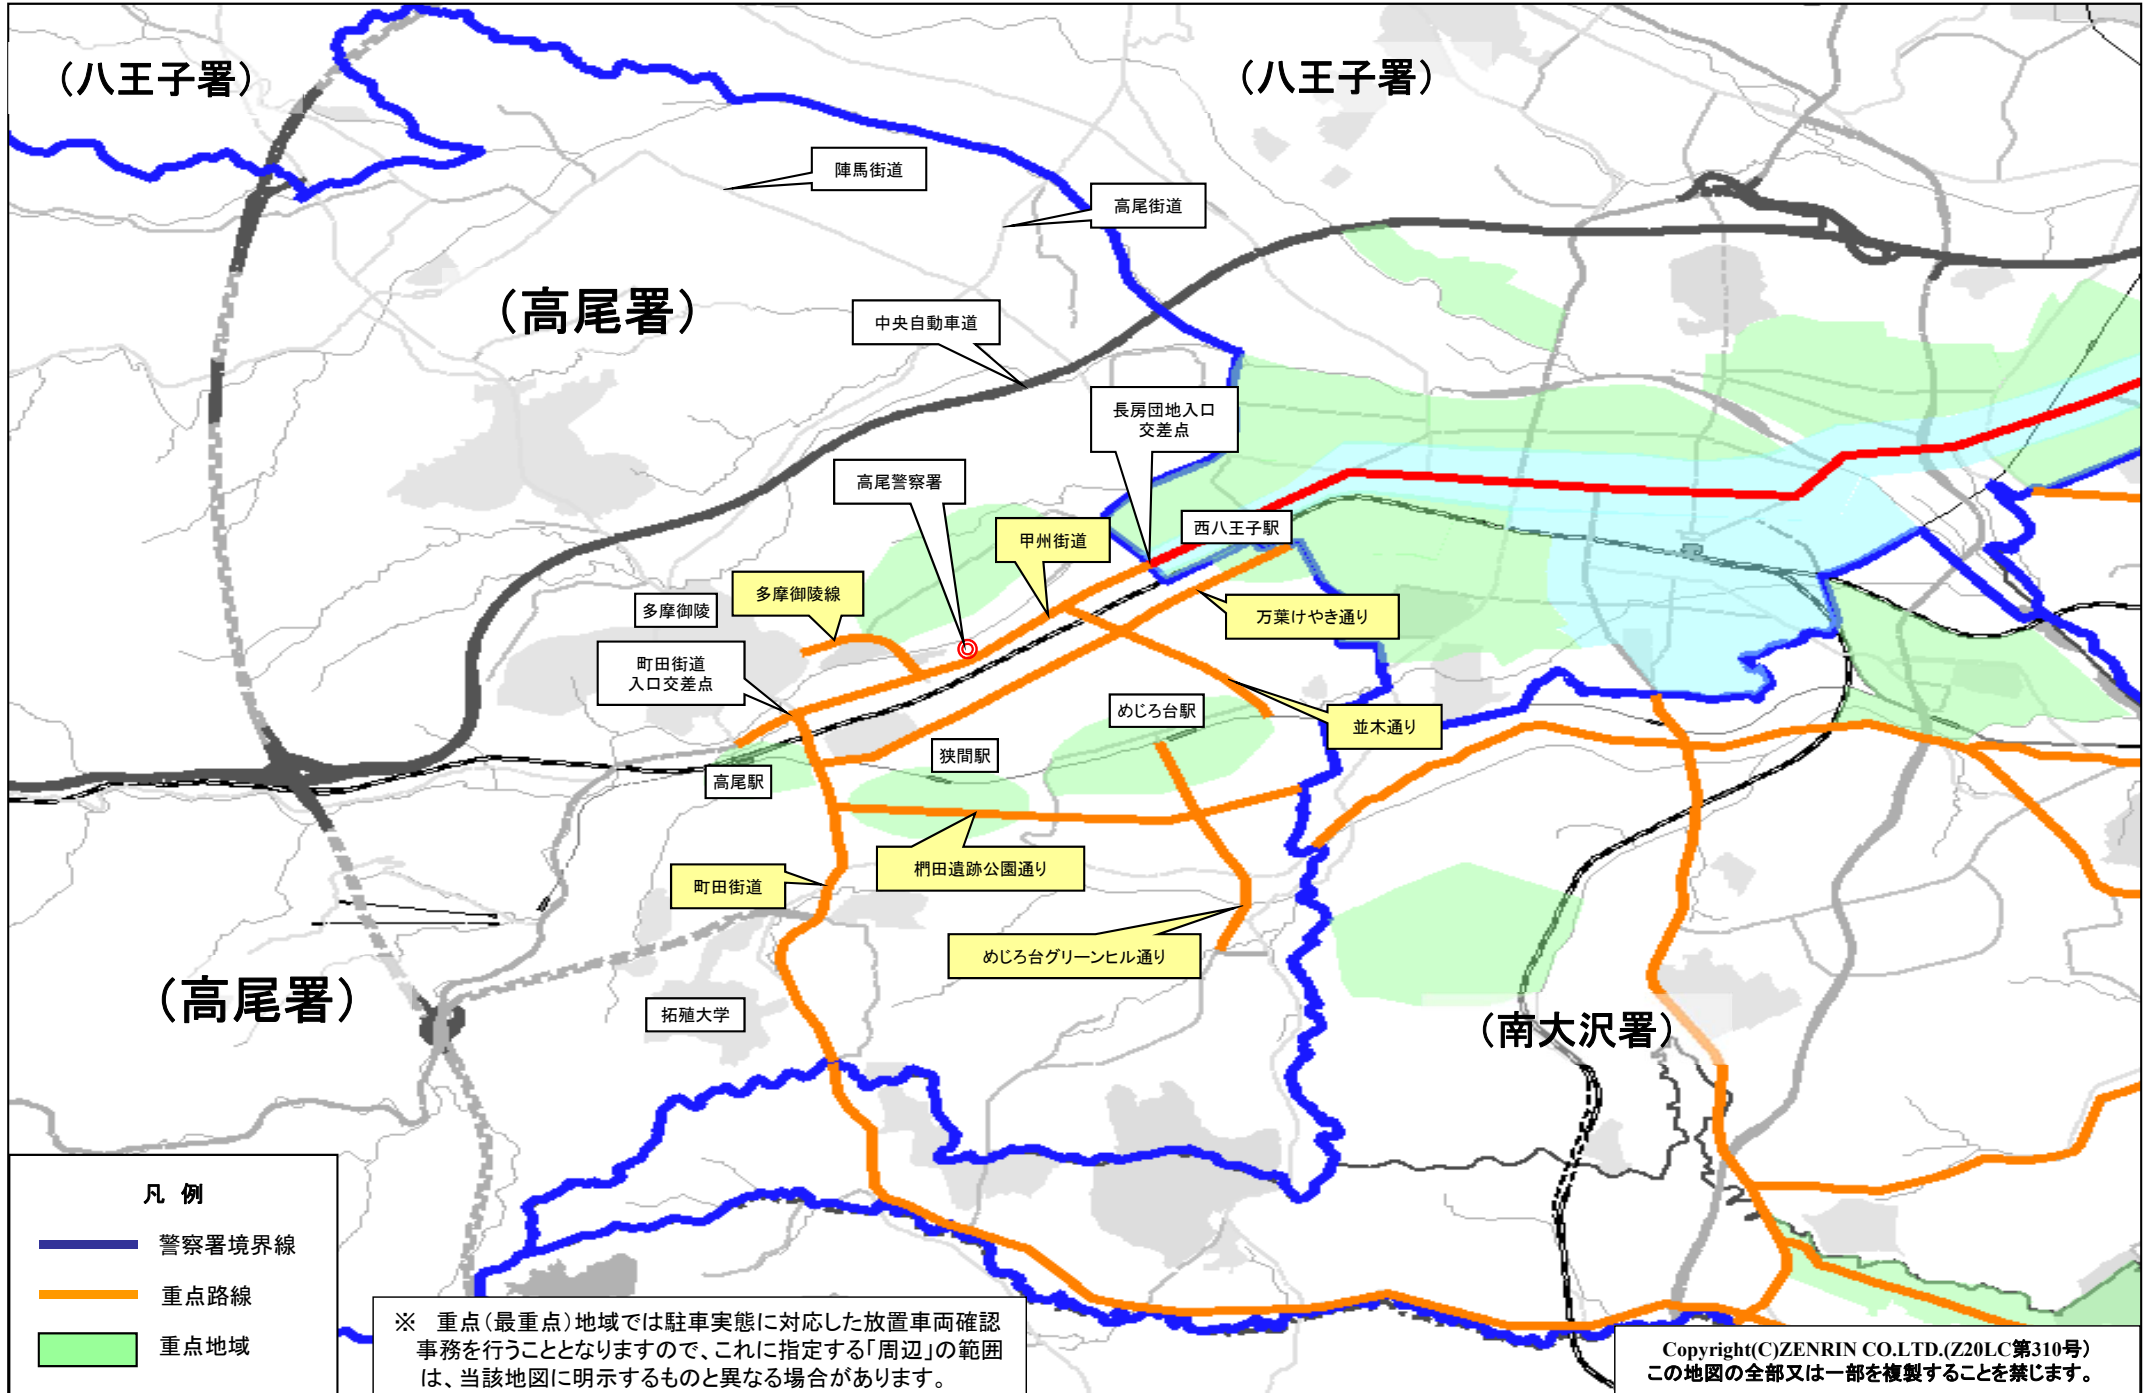 (八王子署)
(八王子署)
陣馬街道
高尾街道
(高尾署)
中央自動車道
長房団地入口
交差点
高尾警察署
甲州街道
西八王子駅
多摩御陵線
多摩御陵
万葉けやき通り
町田街道
入口交差点
めじろ台駅
並木通り
狭間駅
高尾駅
椚田遺跡公園通り
町田街道
めじろ台グリーンヒル通り
(高尾署)
拓殖大学
(南大沢署)
凡 例
警察署境界線
重点路線
重点地域
※ 重点(最重点)地域では駐車実態に対応した放置車両確認
事務を行うこととなりますので、これに指定する「周辺」の範囲
は、当該地図に明示するものと異なる場合があります。
Copyright(C)ZENRIN CO.LTD.(Z20LC第310号)
この地図の全部又は一部を複製することを禁じます。